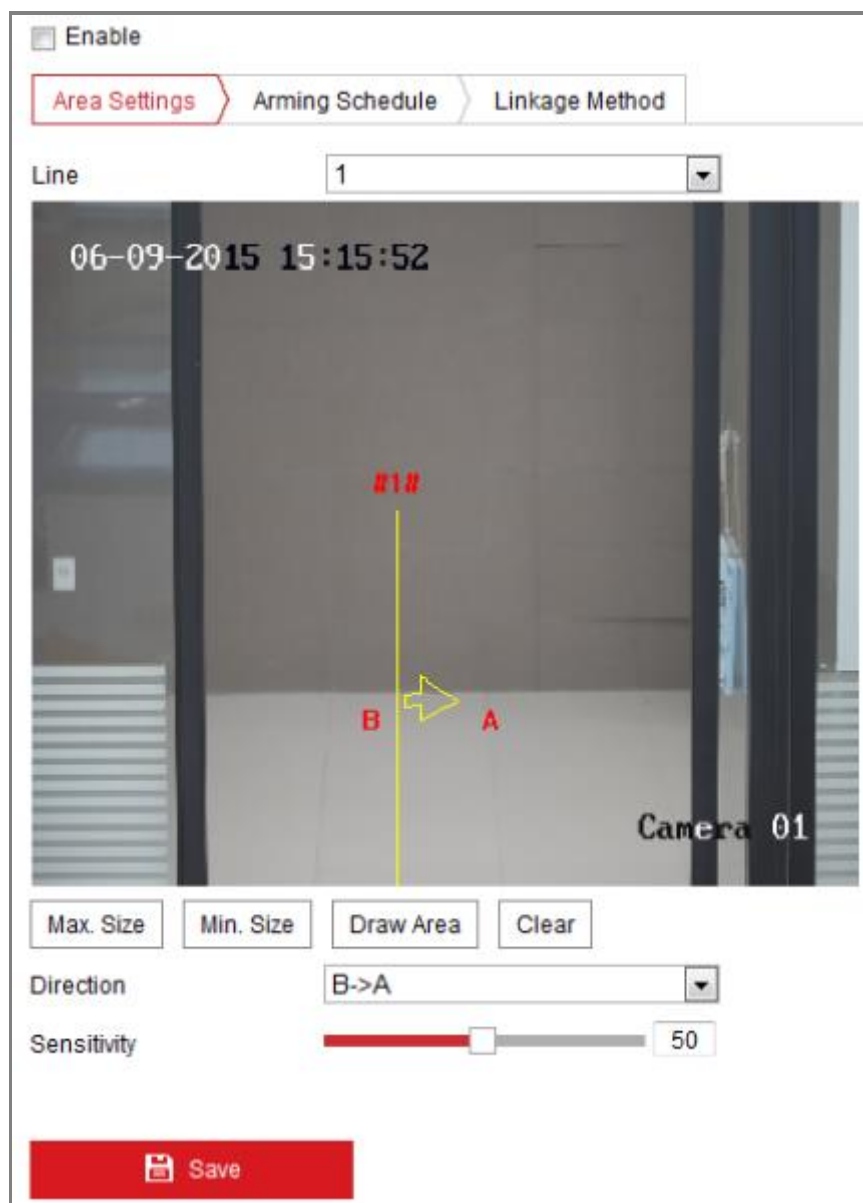 Enable
Area Settings Arming Schedule Linkage Method
Line 1
06-09-2015 15:15:52
#1#
B A
Camera 01
Max. Size Min. Size Draw Area Clear
Direction B->A
Sensitivity 50
Save